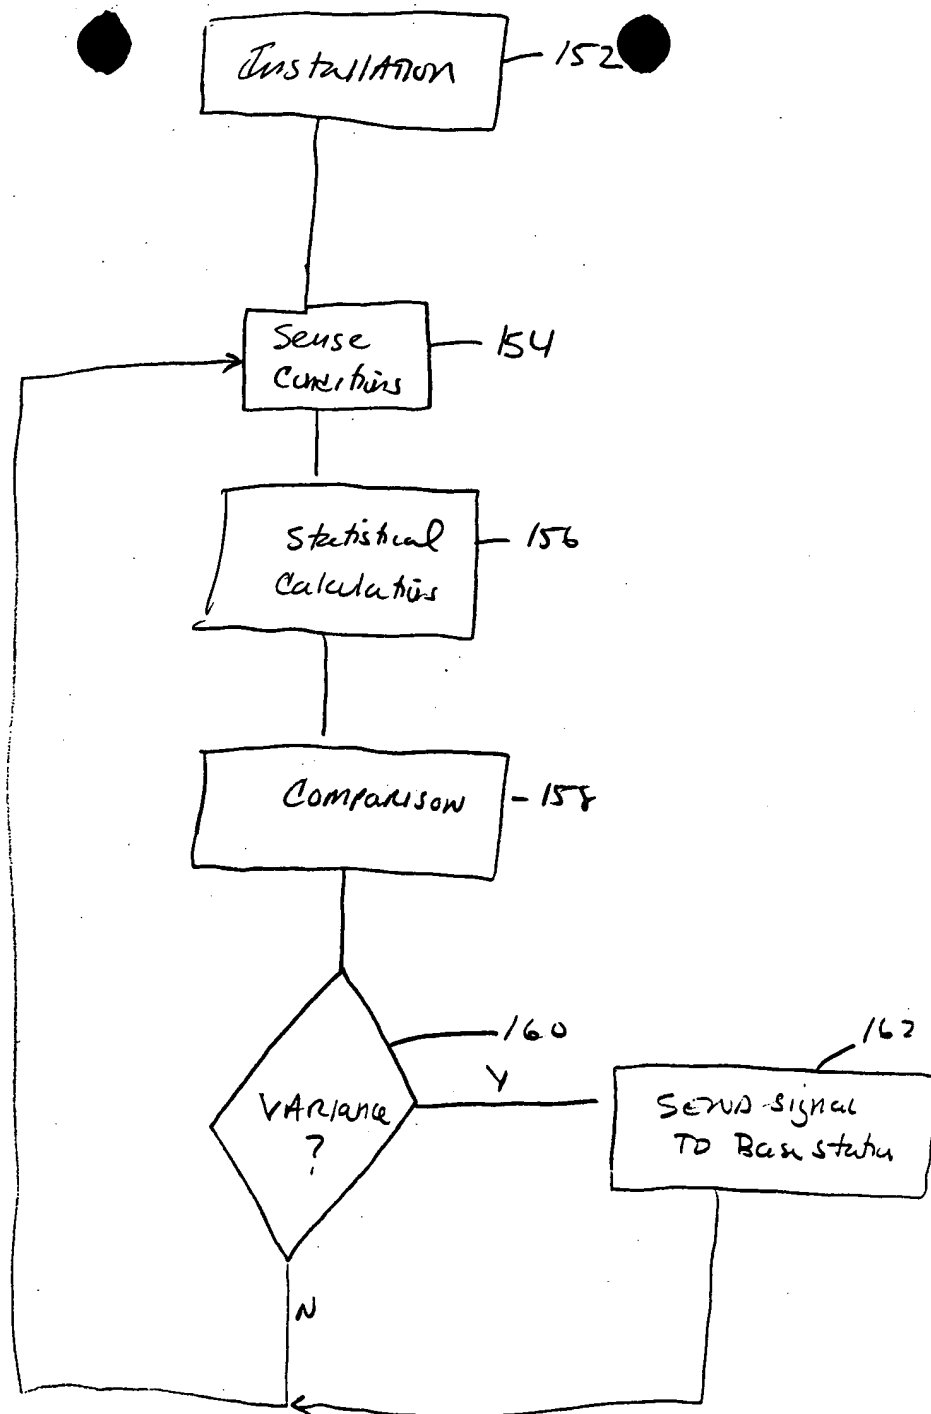 Installation
152
Sense
Conditions
154
Statistical
Calculations
156
Comparison
158
160
Variance
?
Y
162
Send signal
To Base station
N